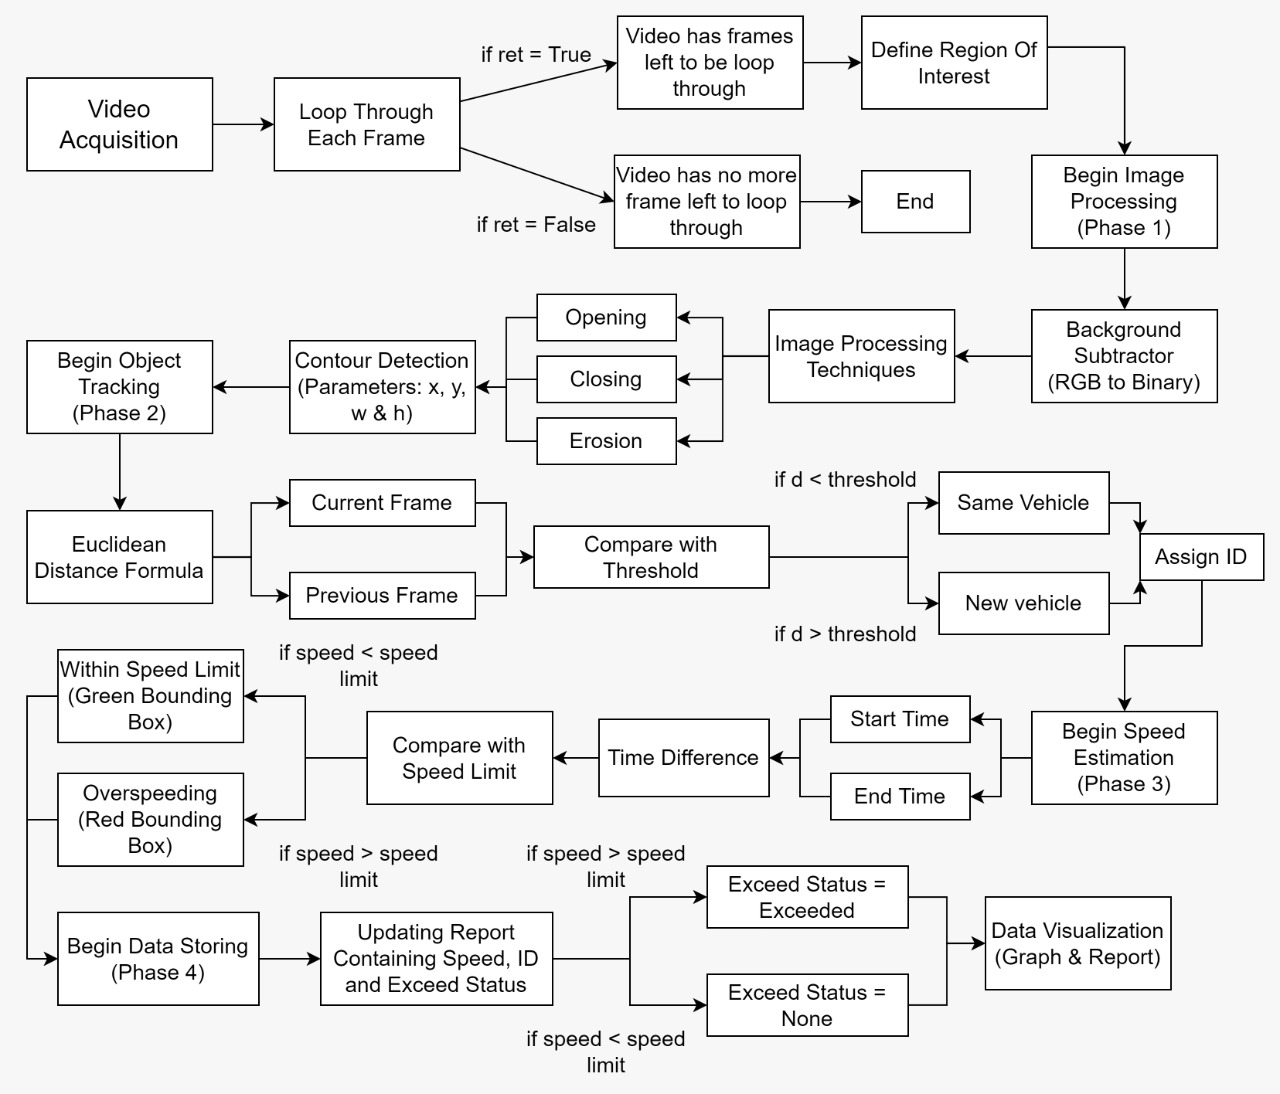 Video
Acquisition
Loop Through
Each Frame
if ret = True
Video has frames
left to be loop
through
Define Region Of
Interest
if ret = False
Video has no more
frame left to loop
through
End
Begin Image
Processing
(Phase 1)
Background
Subtractor
(RGB to Binary)
Image Processing
Techniques
Opening
Closing
Erosion
Contour Detection
(Parameters: x, y,
w & h)
Begin Object
Tracking
(Phase 2)
Euclidean
Distance Formula
Current Frame
Previous Frame
Compare with
Threshold
if d < threshold
Same Vehicle
if d > threshold
New vehicle
Assign ID
Begin Speed
Estimation
(Phase 3)
Start Time
End Time
Time Difference
Compare with
Speed Limit
if speed < speed
limit
Within Speed Limit
(Green Bounding
Box)
Overspeeding
(Red Bounding
Box)
if speed > speed
limit
Begin Data Storing
(Phase 4)
Updating Report
Containing Speed, ID
and Exceed Status
if speed > speed
limit
Exceed Status =
Exceeded
Exceed Status =
None
if speed < speed
limit
Data Visualization
(Graph & Report)